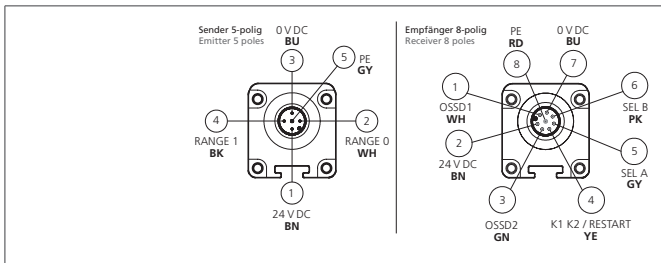 Sender 5-polig
Emitter 5 poles
0 V DC
BU
3
5
PE
GY
4
RANGE 1
BK
2
RANGE 0
WH
1
24 V DC
BN
Empfänger 8-polig
Receiver 8 poles
PE
RD
0 V DC
BU
8
7
1
OSSD1
WH
6
SEL B
PK
2
24 V DC
BN
5
SEL A
GY
3
OSSD2
GN
4
K1 K2 / RESTART
YE